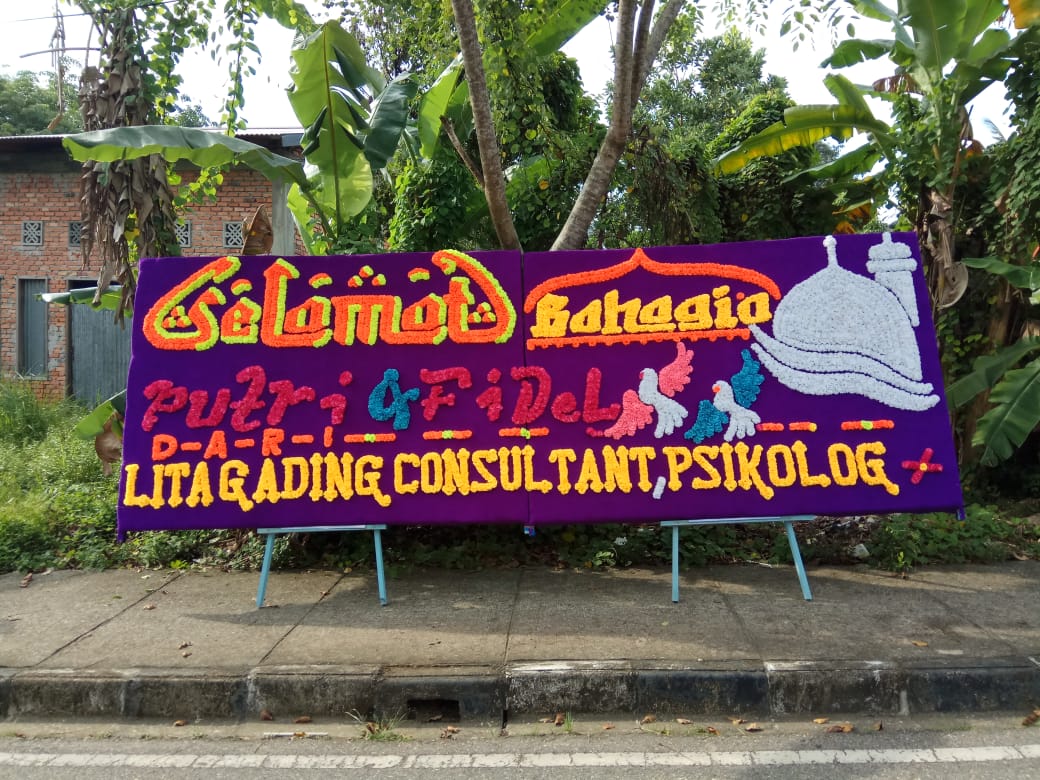 Selamat Bahagia
Putri & FiDeL
D-A-R-I
LITA GADING CONSULTANT, PSIKOLOG